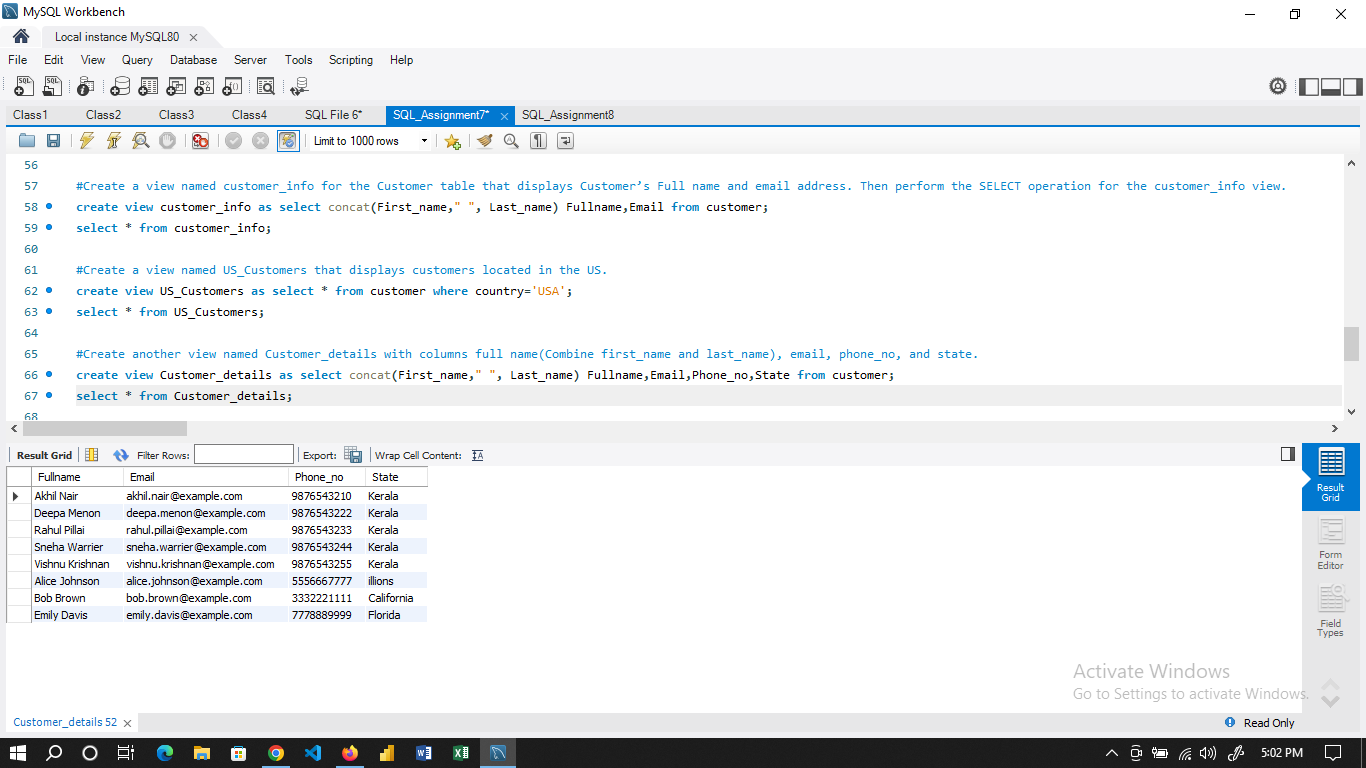 MySQL Workbench
Local instance MySQL80
File Edit View Query Database Server Tools Scripting Help
Class1 Class2 Class3 Class4 SQL File 6* SQL_Assignment7* SQL_Assignment8
Limit to 1000 rows
56
57 #Create a view named customer_info for the Customer table that displays Customer’s Full name and email address. Then perform the SELECT operation for the customer_info view.
58 create view customer_info as select concat(First_name," ", Last_name) Fullname,Email from customer;
59 select * from customer_info;
60
61 #Create a view named US_Customers that displays customers located in the US.
62 create view US_Customers as select * from customer where country='USA';
63 select * from US_Customers;
64
65 #Create another view named Customer_details with columns full name(Combine first_name and last_name), email, phone_no, and state.
66 create view Customer_details as select concat(First_name," ", Last_name) Fullname,Email,Phone_no,State from customer;
67 select * from Customer_details;
68
Result Grid Filter Rows: Export: Wrap Cell Content:
Fullname Email Phone_no State
Akhil Nair akhil.nair@example.com 9876543210 Kerala
Deepa Menon deepa.menon@example.com 9876543222 Kerala
Rahul Pillai rahul.pillai@example.com 9876543233 Kerala
Sneha Warrier sneha.warrier@example.com 9876543244 Kerala
Vishnu Krishnan vishnu.krishnan@example.com 9876543255 Kerala
Alice Johnson alice.johnson@example.com 5556667777 illions
Bob Brown bob.brown@example.com 3332221111 California
Emily Davis emily.davis@example.com 7778889999 Florida
Result
Grid
Form
Editor
Field
Types
Activate Windows
Go to Settings to activate Windows.
Customer_details 52
Read Only
5:02 PM